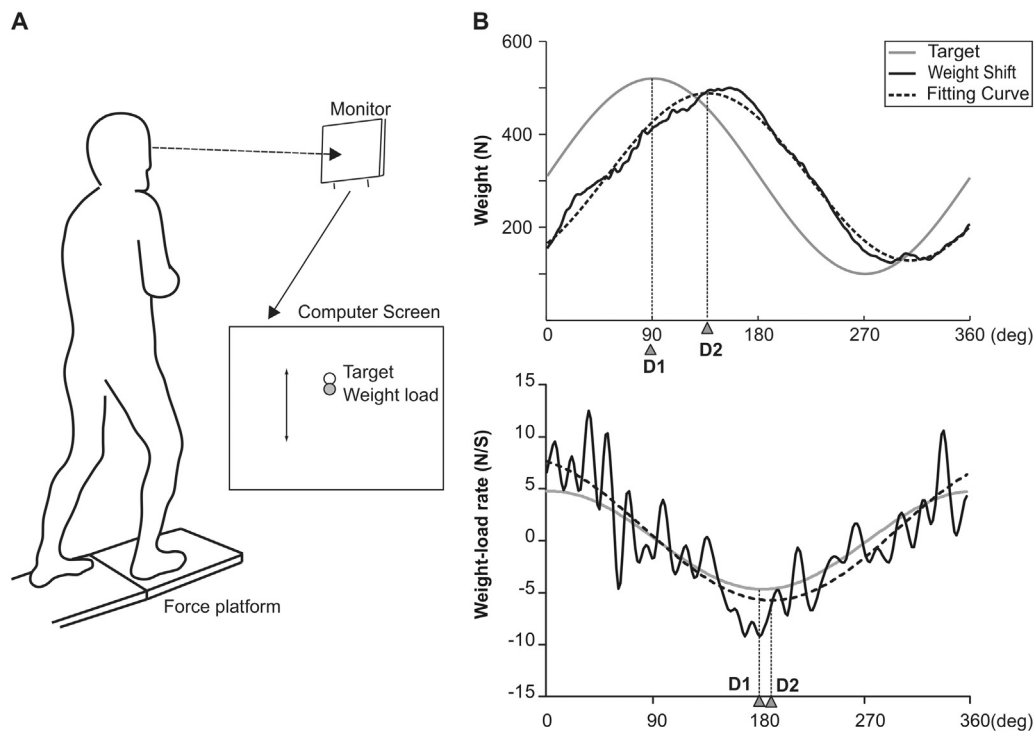 A
Monitor
Computer Screen
Target
Weight load
Force platform
B
600
400
200
Weight (N)
Target
Weight Shift
Fitting Curve
0 90 180 270 360 (deg)
D1
D2
15
10
5
0
-5
-10
-15
Weight-load rate (N/S)
D1 D2
0 90 180 270 360(deg)